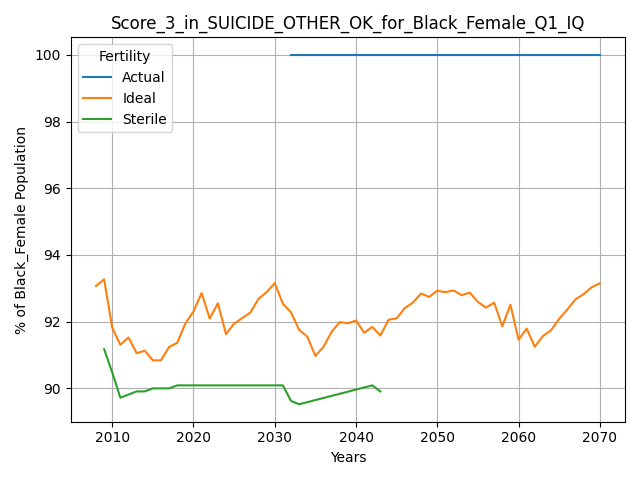 Score_3_in_SUICIDE_OTHER_OK_for_Black_Female_Q1_IQ
Fertility
Actual
Ideal
Sterile
% of Black_Female Population
100
98
96
94
92
90
2010
2020
2030
2040
2050
2060
2070
Years